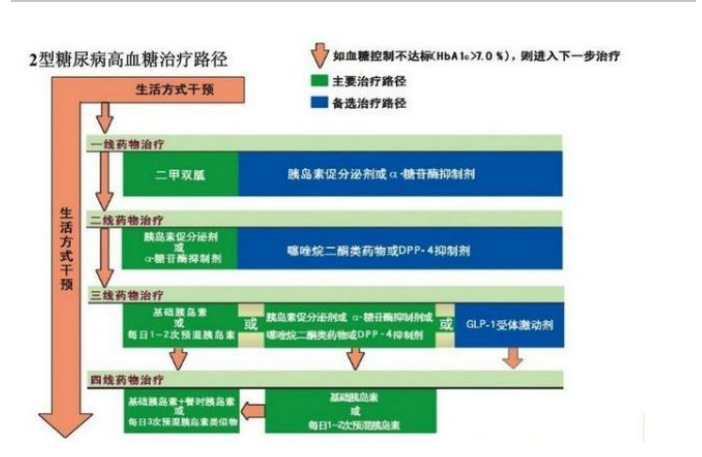 2型糖尿病高血糖治疗路径
如血糖控制不达标(HbA1c>7.0%)，则进入下一步治疗
主要治疗路径
备选治疗路径
生活方式干预
生活方式干预
一线药物治疗
二甲双胍
胰岛素促分泌剂或α-糖苷酶抑制剂
二线药物治疗
胰岛素促分泌剂
或
α-糖苷酶抑制剂
噻唑烷二酮类药物或DPP-4抑制剂
三线药物治疗
基础胰岛素
或
每日1-2次预混胰岛素
或
胰岛素促分泌剂或α-糖苷酶抑制剂或
噻唑烷二酮类药物或DPP-4抑制剂
或
GLP-1受体激动剂
四线药物治疗
基础胰岛素+餐时胰岛素
或
每日3次预混胰岛素类似物
基础胰岛素
或
每日1-2次预混胰岛素